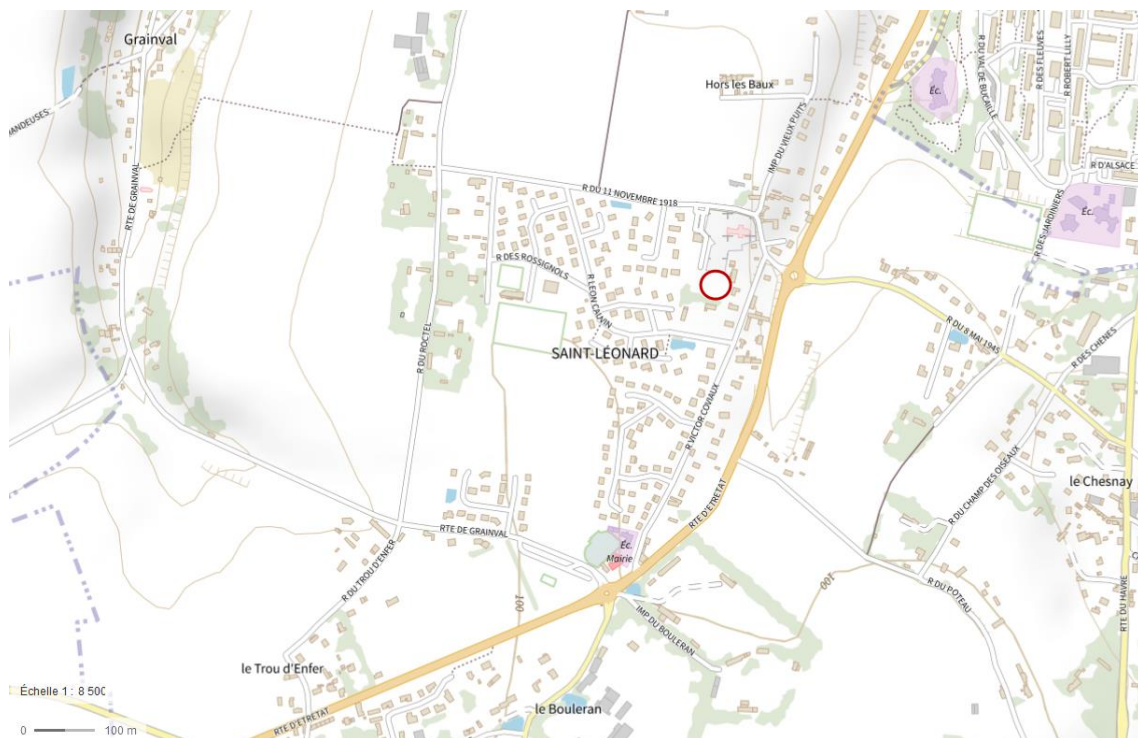 Grainval
Hors les Baux
Éc.
R DU VAL DE BUCAILLE
R DES FLEUVES
R ROBERT LILLY
ANDEUSES
RTE DE GRAINVAL
IMP DU VIEUX PUITS
R D'ALSACE
R DU 11 NOVEMBRE 1918
Éc.
R DES JARDINIERS
R DES ROSSIGNOLS
R LEON CAUVIN
R DU ROCTEL
SAINT-LÉONARD
R DU 8 MAI 1945
R DES CHENES
R VICTOR COVIAUX
le Chesnay
R DU CHAMP DES OISEAUX
RTE D'ETRETAT
RTE DE GRAINVAL
Éc.
Mairie
R DU TROU D'ENFER
100
100
R DU POTEAU
RTE DU HAVRE
IMP DU BOULERAN
le Trou d'Enfer
Échelle 1 : 8 500
le Bouleran
RTE D'ETRETAT
0 100 m